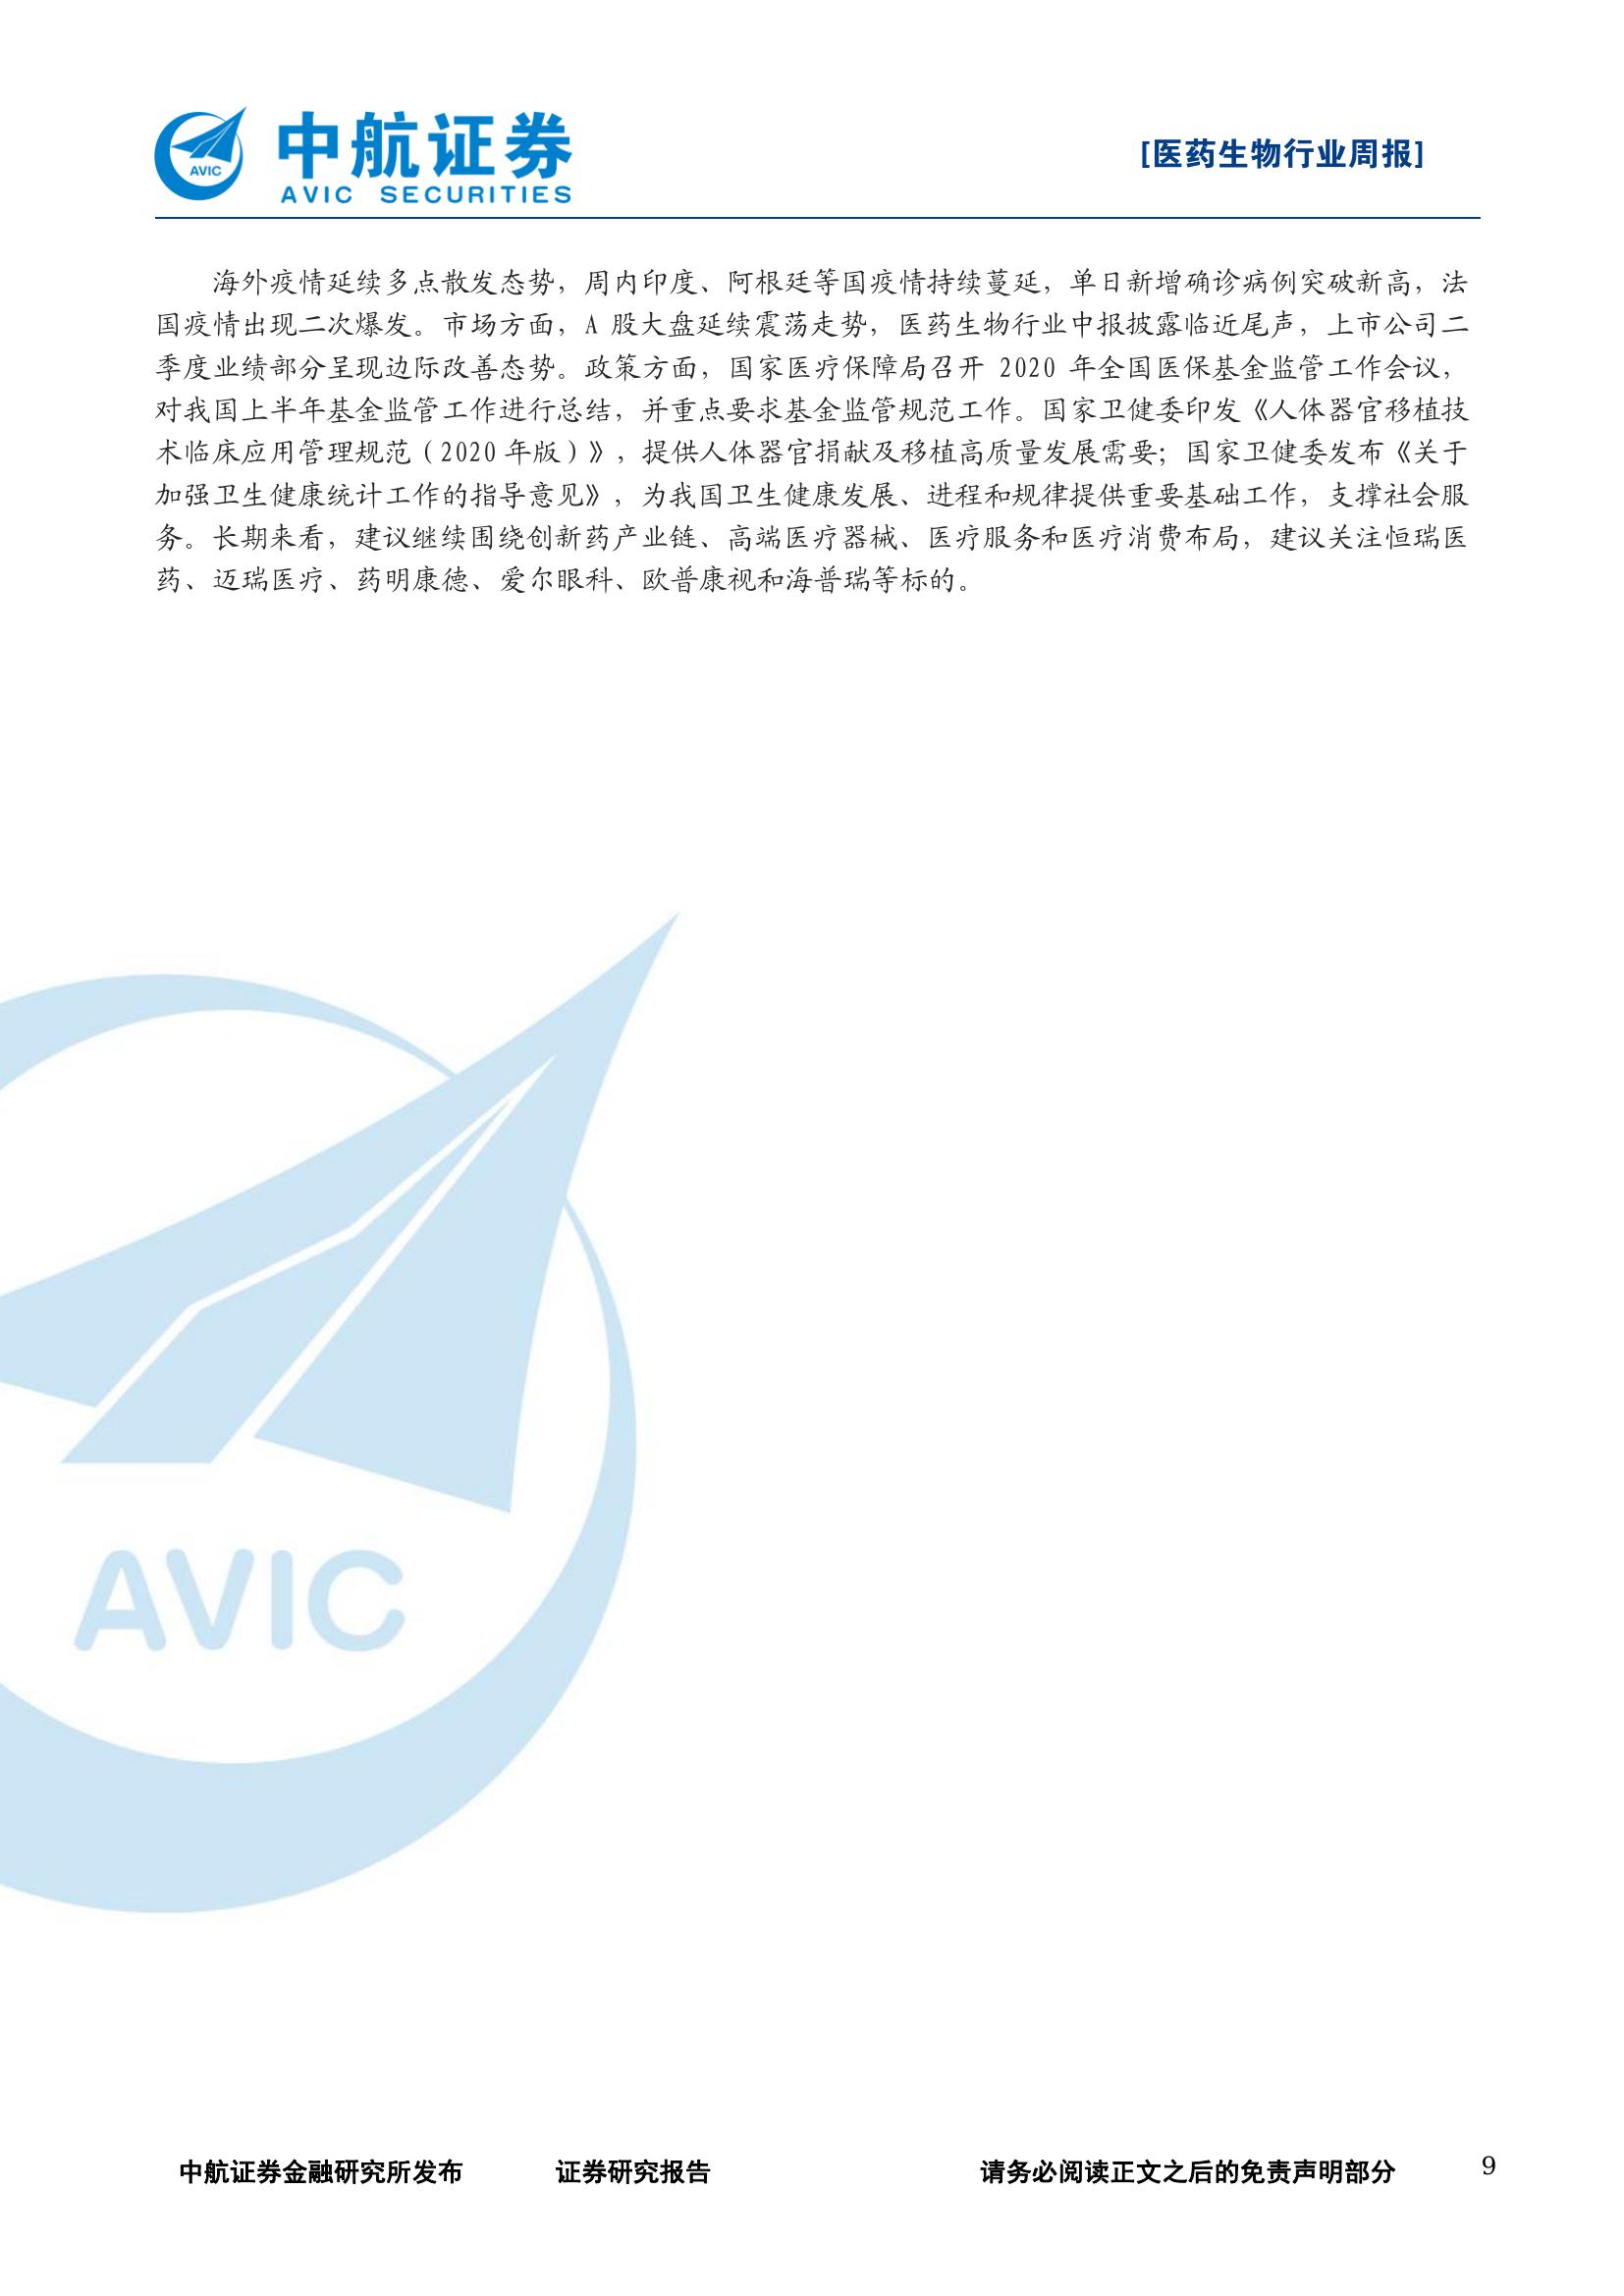 AVIC
中航证券
AVIC SECURITIES
[医药生物行业周报]
海外疫情延续多点散发态势，周内印度、阿根廷等国疫情持续蔓延，单日新增确诊病例突破新高，法
国疫情出现二次爆发。市场方面，A 股大盘延续震荡走势，医药生物行业中报披露临近尾声，上市公司二
季度业绩部分呈现边际改善态势。政策方面，国家医疗保障局召开 2020 年全国医保基金监管工作会议，
对我国上半年基金监管工作进行总结，并重点要求基金监管规范工作。国家卫健委印发《人体器官移植技
术临床应用管理规范（2020 年版）》，提供人体器官捐献及移植高质量发展需要；国家卫健委发布《关于
加强卫生健康统计工作的指导意见》，为我国卫生健康发展、进程和规律提供重要基础工作，支撑社会服
务。长期来看，建议继续围绕创新药产业链、高端医疗器械、医疗服务和医疗消费布局，建议关注恒瑞医
药、迈瑞医疗、药明康德、爱尔眼科、欧普康视和海普瑞等标的。
AVIC
中航证券金融研究所发布 证券研究报告 请务必阅读正文之后的免责声明部分 9